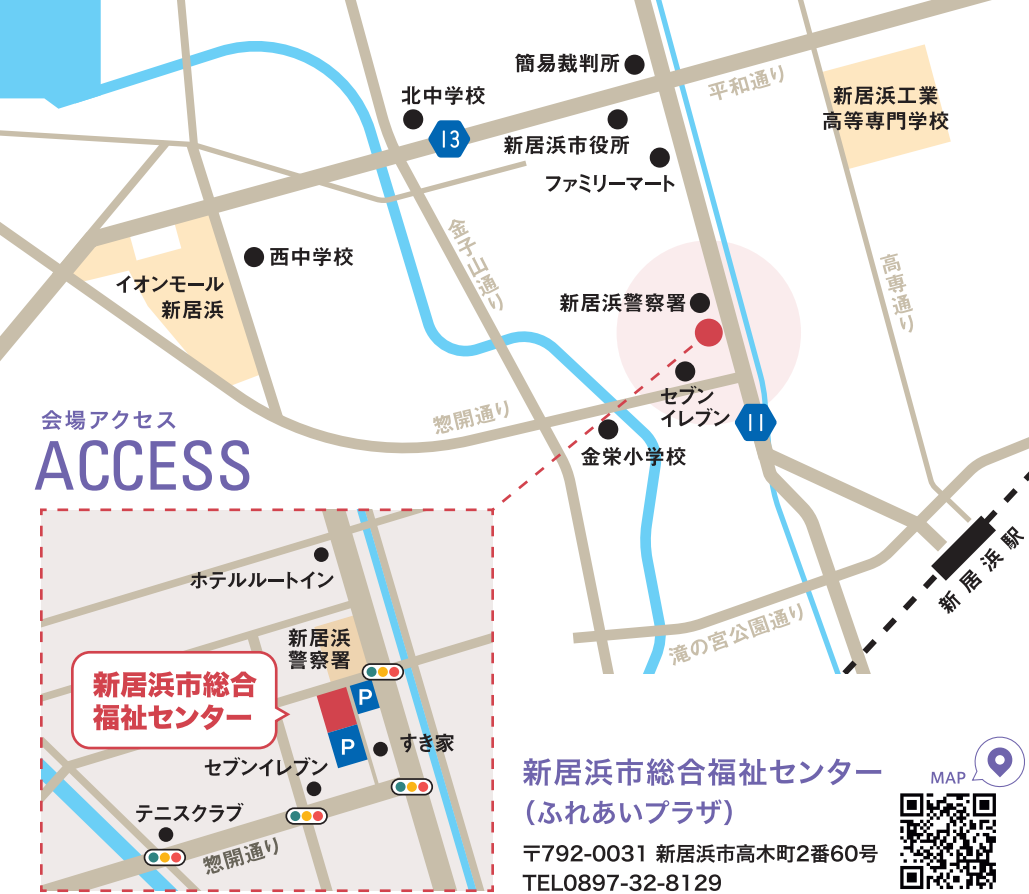 簡易裁判所
平和通り
北中学校
新居浜工業
高等専門学校
13
新居浜市役所
ファミリーマート
金子山通り
西中学校
イオンモール
新居浜
高専通り
新居浜警察署
セブン
イレブン
11
惣開通り
金栄小学校
会場アクセス
ACCESS
新居浜駅
滝の宮公園通り
ホテルルートイン
新居浜
警察署
新居浜市総合
福祉センター
P
P
すき家
セブンイレブン
テニスクラブ
惣開通り
新居浜市総合福祉センター
(ふれあいプラザ)
MAP
〒792-0031 新居浜市高木町2番60号
TEL0897-32-8129